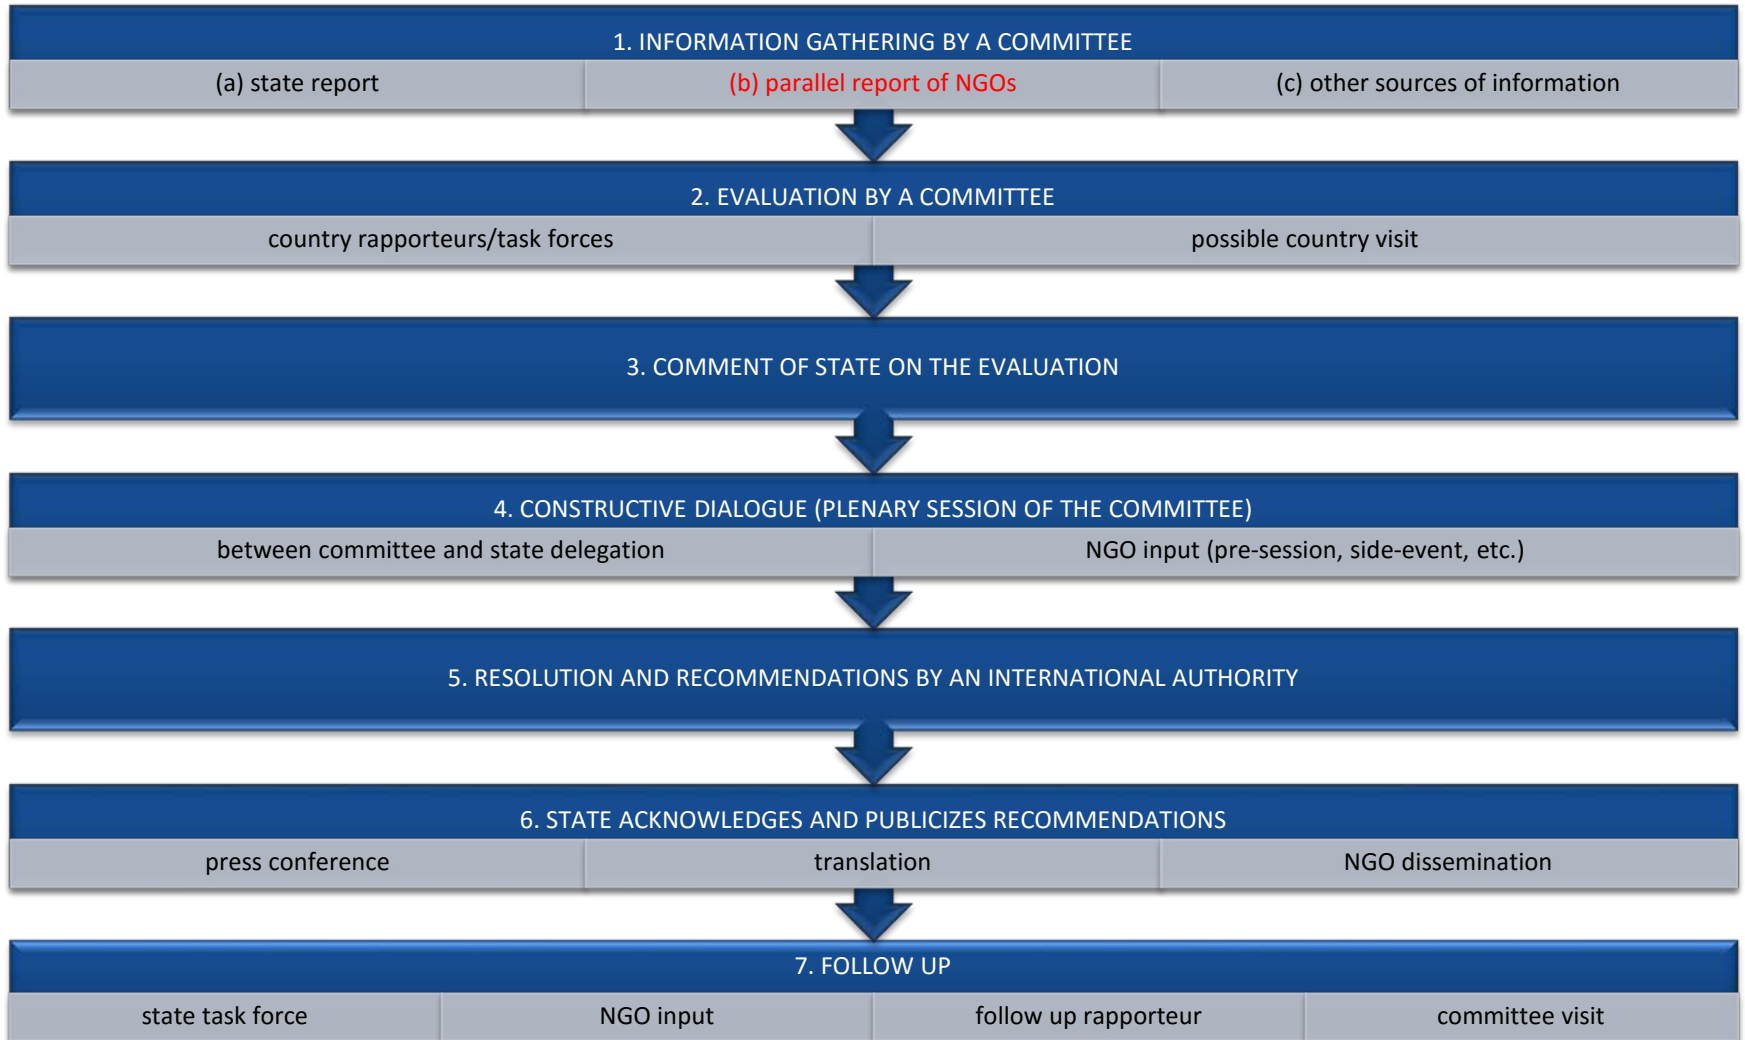 1. INFORMATION GATHERING BY A COMMITTEE
(a) state report
(b) parallel report of NGOs
(c) other sources of information
2. EVALUATION BY A COMMITTEE
country rapporteurs/task forces
possible country visit
3. COMMENT OF STATE ON THE EVALUATION
4. CONSTRUCTIVE DIALOGUE (PLENARY SESSION OF THE COMMITTEE)
between committee and state delegation
NGO input (pre-session, side-event, etc.)
5. RESOLUTION AND RECOMMENDATIONS BY AN INTERNATIONAL AUTHORITY
6. STATE ACKNOWLEDGES AND PUBLICIZES RECOMMENDATIONS
press conference
translation
NGO dissemination
7. FOLLOW UP
state task force
NGO input
follow up rapporteur
committee visit